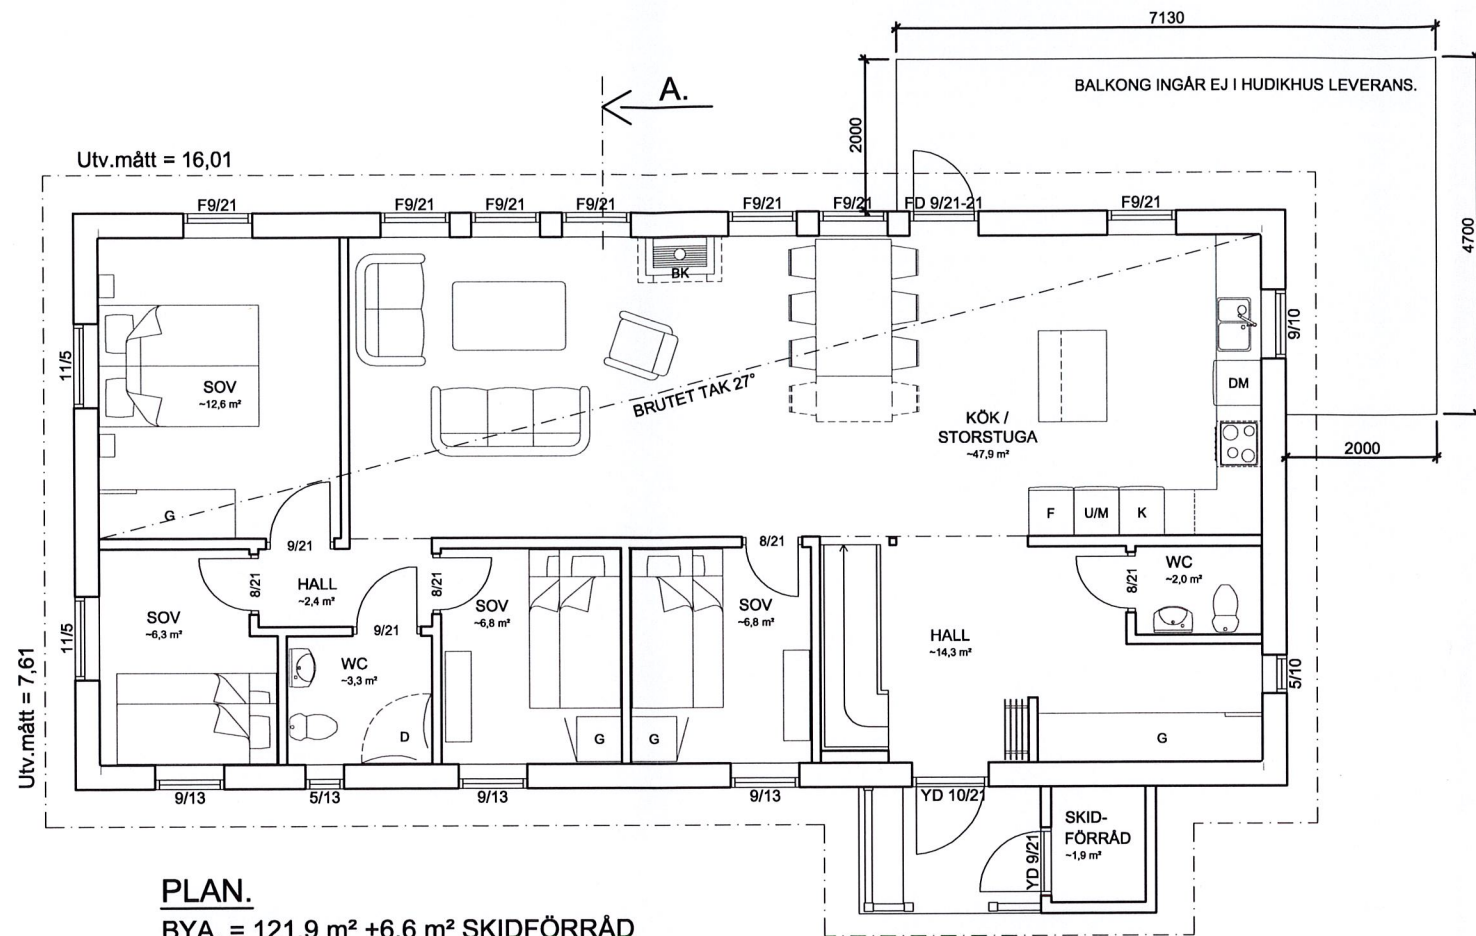 7130
BALKONG INGÅR EJ I HUDIKHUS LEVERANS.
A.
2000
4700
Utv.mått = 16,01
F9/21
F9/21
F9/21
F9/21
F9/21
F9/21
FD 9/21-21
F9/21
BK
11/5
SOV
~12,6 m²
BRUTET TAK 27°
9/10
DM
KÖK /
STORSTUGA
~47,9 m²
2000
G
F
U/M
K
9/21
8/21
8/21
HALL
~2,4 m²
8/21
SOV
~6,3 m²
SOV
~6,8 m²
SOV
~6,8 m²
8/21
WC
~2,0 m²
11/5
9/21
HALL
~14,3 m²
WC
~3,3 m²
5/10
Utv.mått = 7,61
D
G
G
G
9/13
5/13
9/13
9/13
YD 10/21
SKID-
FÖRRÅD
~1,9 m²
YD 9/21
PLAN.
BYA. = 121,9 m² +6,6 m² SKIDFÖRRÅD